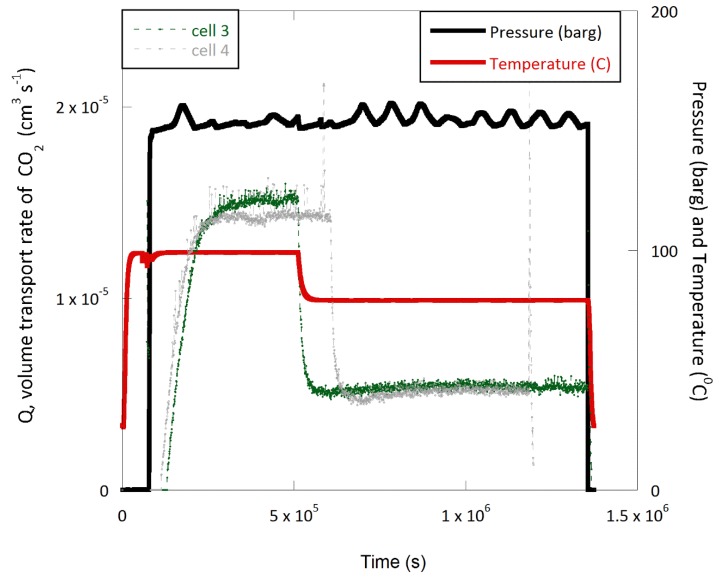 cell 3
cell 4
Pressure (barg)
Temperature (C)
200
100
0
Pressure (barg) and Temperature (⁰C)
2 x 10⁻⁵
1 x 10⁻⁵
0
Q, volume transport rate of CO₂ (cm³ s⁻¹)
0
5 x 10⁵
1 x 10⁶
1.5 x 10⁶
Time (s)